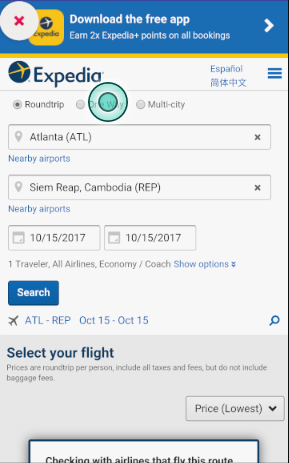 Download the free app
Expedia
Earn 2x Expedia+ points on all bookings
Expedia
Español
简体中文
Roundtrip One Way Multi-city
Atlanta (ATL)
Nearby airports
Siem Reap, Cambodia (REP)
Nearby airports
10/15/2017 10/15/2017
1 Traveler, All Airlines, Economy / Coach Show options
Search
ATL - REP Oct 15 - Oct 15
Select your flight
Prices are roundtrip per person, include all taxes and fees, but do not include
baggage fees.
Price (Lowest)
Checking with airlines that fly this route